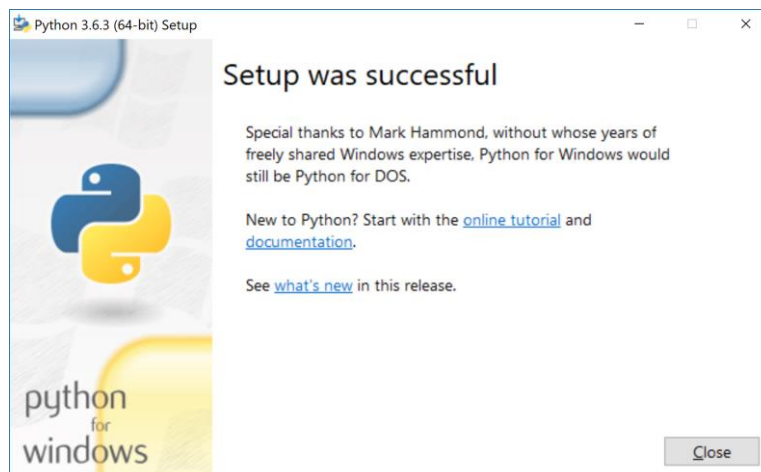 Python 3.6.3 (64-bit) Setup
Setup was successful
Special thanks to Mark Hammond, without whose years of
freely shared Windows expertise, Python for Windows would
still be Python for DOS.
New to Python? Start with the online tutorial and
documentation.
See what's new in this release.
python
for
windows
Close